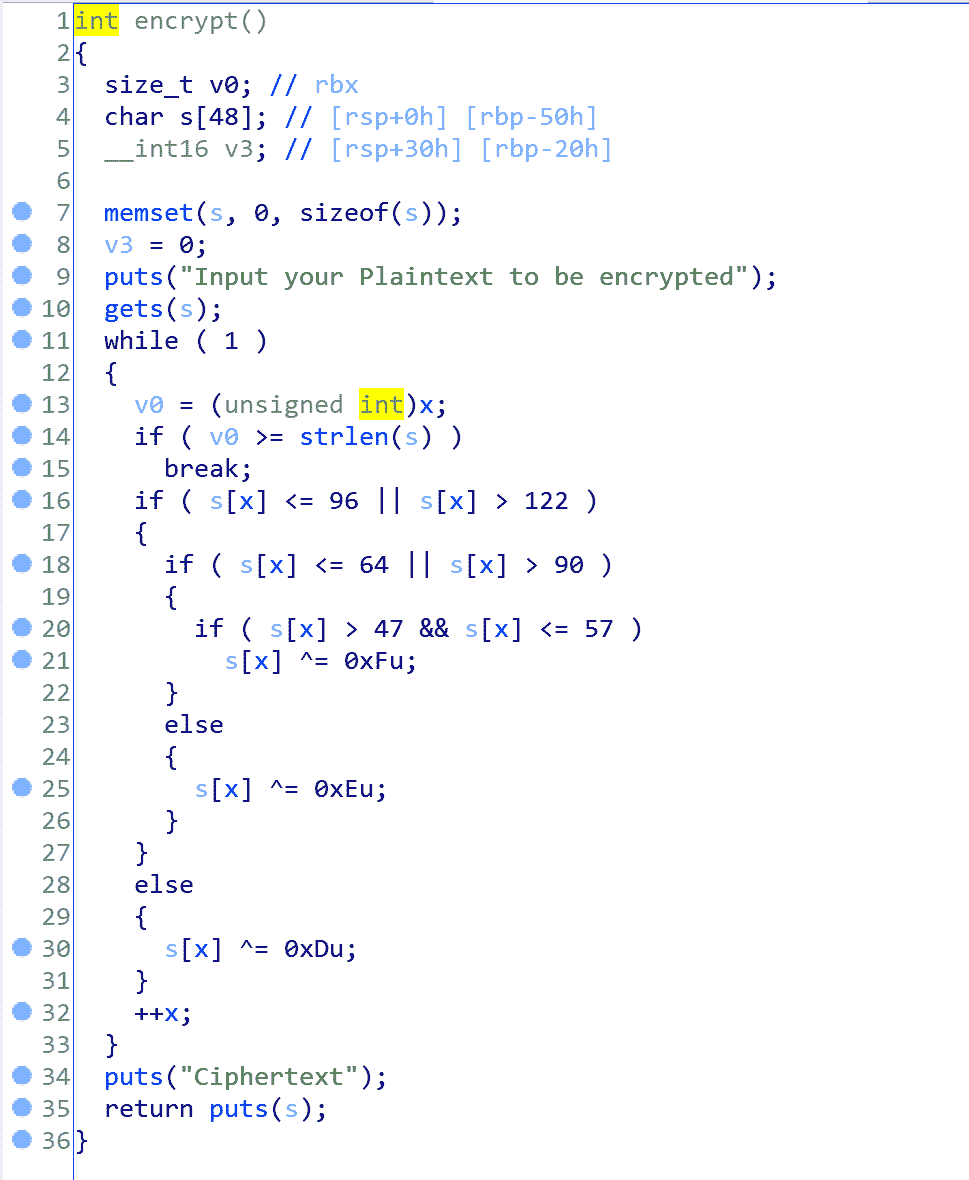 1 int encrypt()
2 {
3   size_t v0; // rbx
4   char s[48]; // [rsp+0h] [rbp-50h]
5   __int16 v3; // [rsp+30h] [rbp-20h]
6
7   memset(s, 0, sizeof(s));
8   v3 = 0;
9   puts("Input your Plaintext to be encrypted");
10   gets(s);
11   while ( 1 )
12   {
13     v0 = (unsigned int)x;
14     if ( v0 >= strlen(s) )
15       break;
16     if ( s[x] <= 96 || s[x] > 122 )
17     {
18       if ( s[x] <= 64 || s[x] > 90 )
19       {
20         if ( s[x] > 47 && s[x] <= 57 )
21           s[x] ^= 0xFu;
22       }
23       else
24       {
25         s[x] ^= 0xEu;
26       }
27     }
28     else
29     {
30       s[x] ^= 0xDu;
31     }
32     ++x;
33   }
34   puts("Ciphertext");
35   return puts(s);
36 }